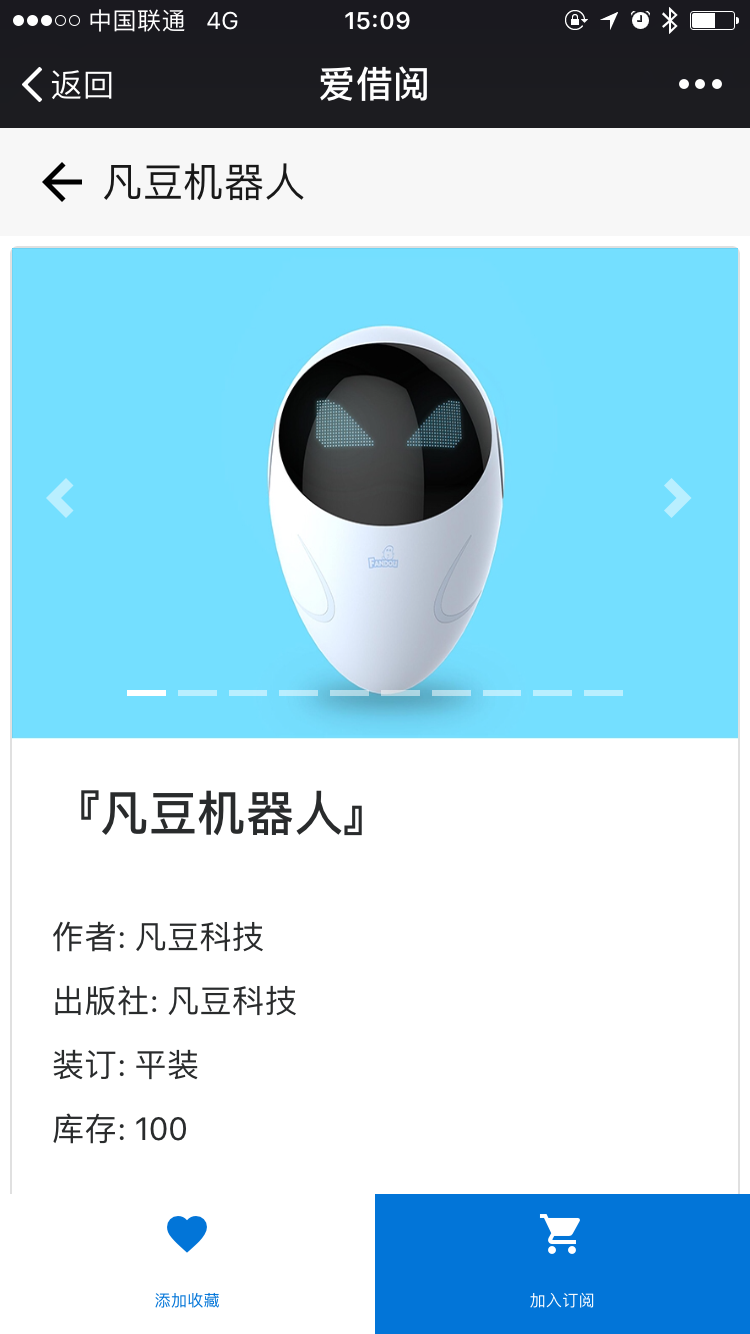 中国联通 4G 15:09
返回 爱借阅
凡豆机器人
FANDOU
『凡豆机器人』
作者: 凡豆科技
出版社: 凡豆科技
装订: 平装
库存: 100
添加收藏 加入订阅